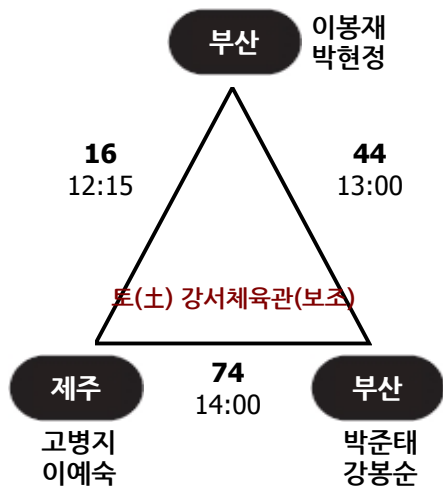 부산
이봉재
박현정
16
12:15
44
13:00
토(土) 강서체육관(보조)
제주
74
14:00
부산
고병지
이예숙
박준태
강봉순